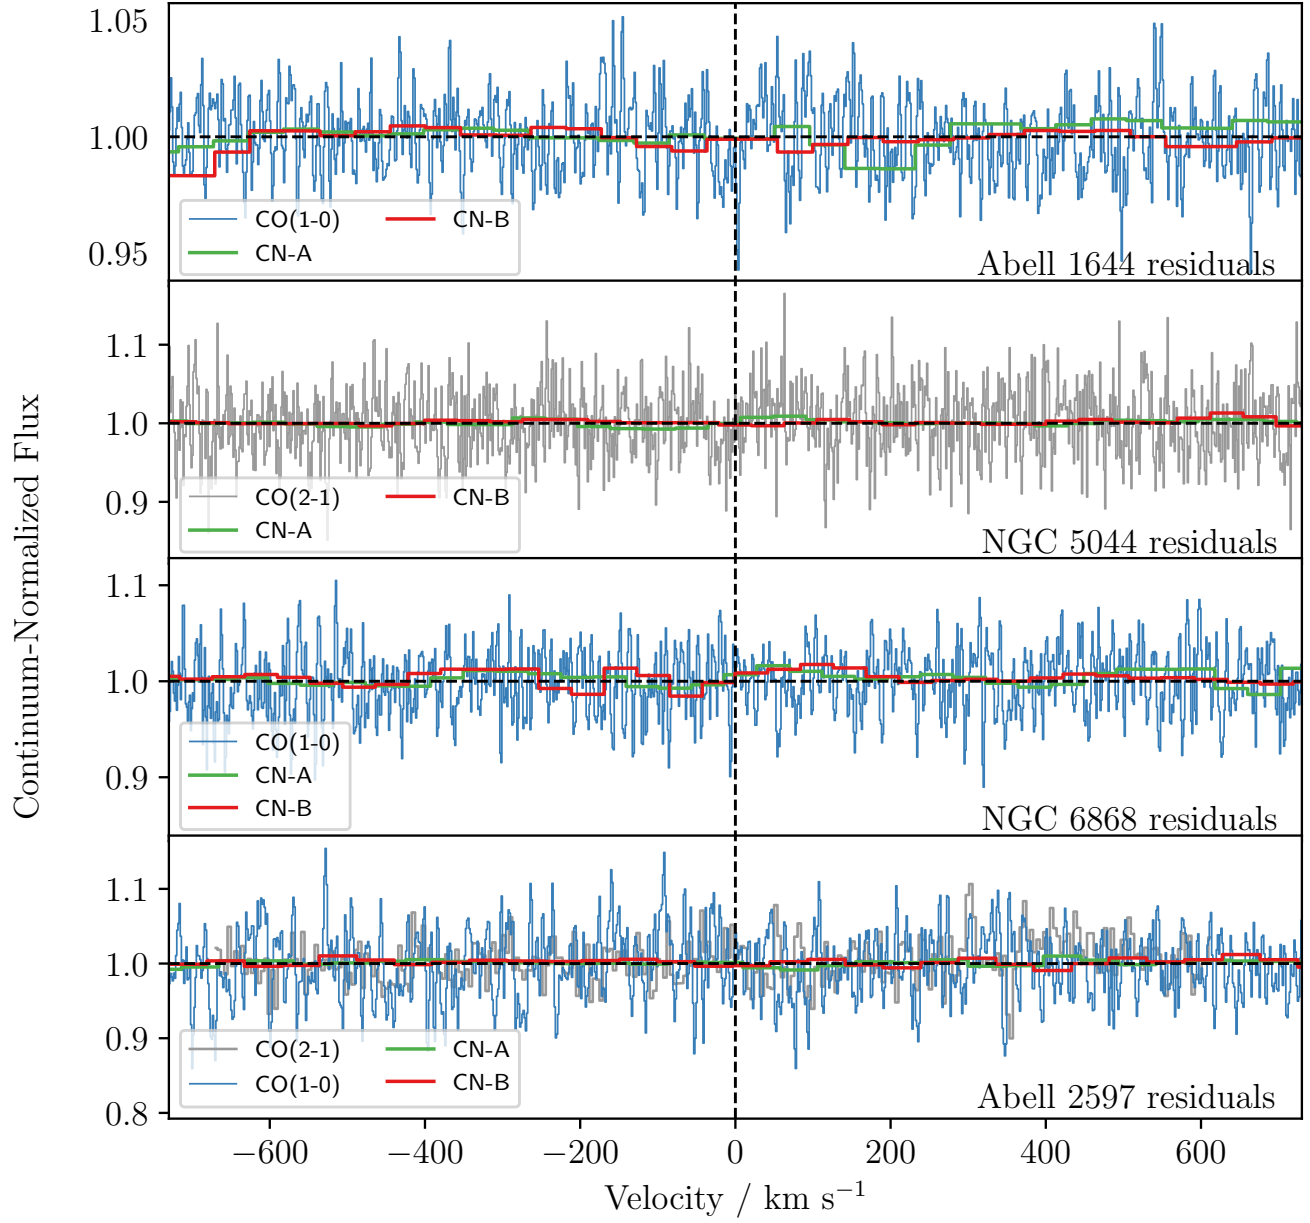 Continuum-Normalized Flux
1.05
1.00
0.95
CO(1-0)
CN-A
CN-B
Abell 1644 residuals
1.1
1.0
0.9
CO(2-1)
CN-A
CN-B
NGC 5044 residuals
1.1
1.0
0.9
CO(1-0)
CN-A
CN-B
NGC 6868 residuals
1.1
1.0
0.9
0.8
CO(2-1)
CO(1-0)
CN-A
CN-B
Abell 2597 residuals
−600 −400 −200 0 200 400 600
Velocity / km s⁻¹